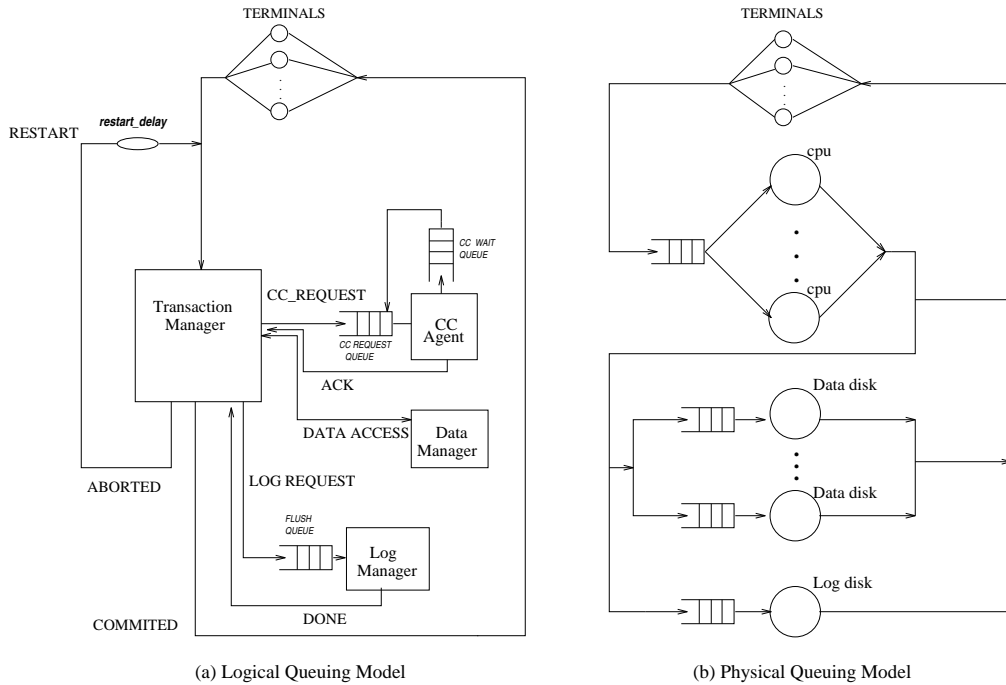 TERMINALS
restart_delay
RESTART
CC WAIT
QUEUE
Transaction
Manager
CC_REQUEST
CC
Agent
CC REQUEST
QUEUE
ACK
DATA ACCESS
Data
Manager
ABORTED
LOG REQUEST
FLUSH
QUEUE
Log
Manager
DONE
COMMITED
(a) Logical Queuing Model
TERMINALS
cpu
cpu
Data disk
Data disk
Log disk
(b) Physical Queuing Model